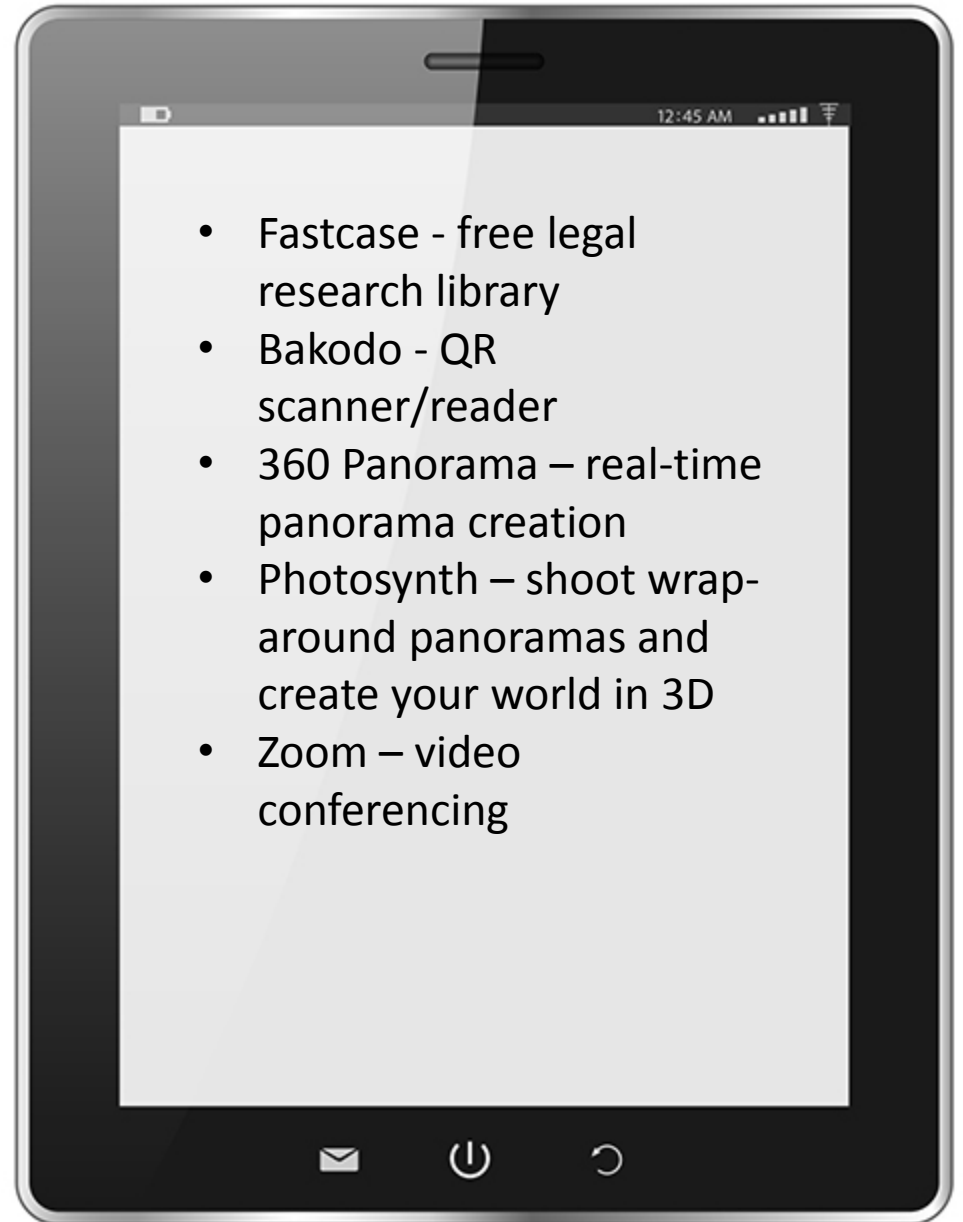 12:45 AM
• Fastcase - free legal
research library
• Bakodo - QR
scanner/reader
• 360 Panorama – real-time
panorama creation
• Photosynth – shoot wrap-
around panoramas and
create your world in 3D
• Zoom – video
conferencing